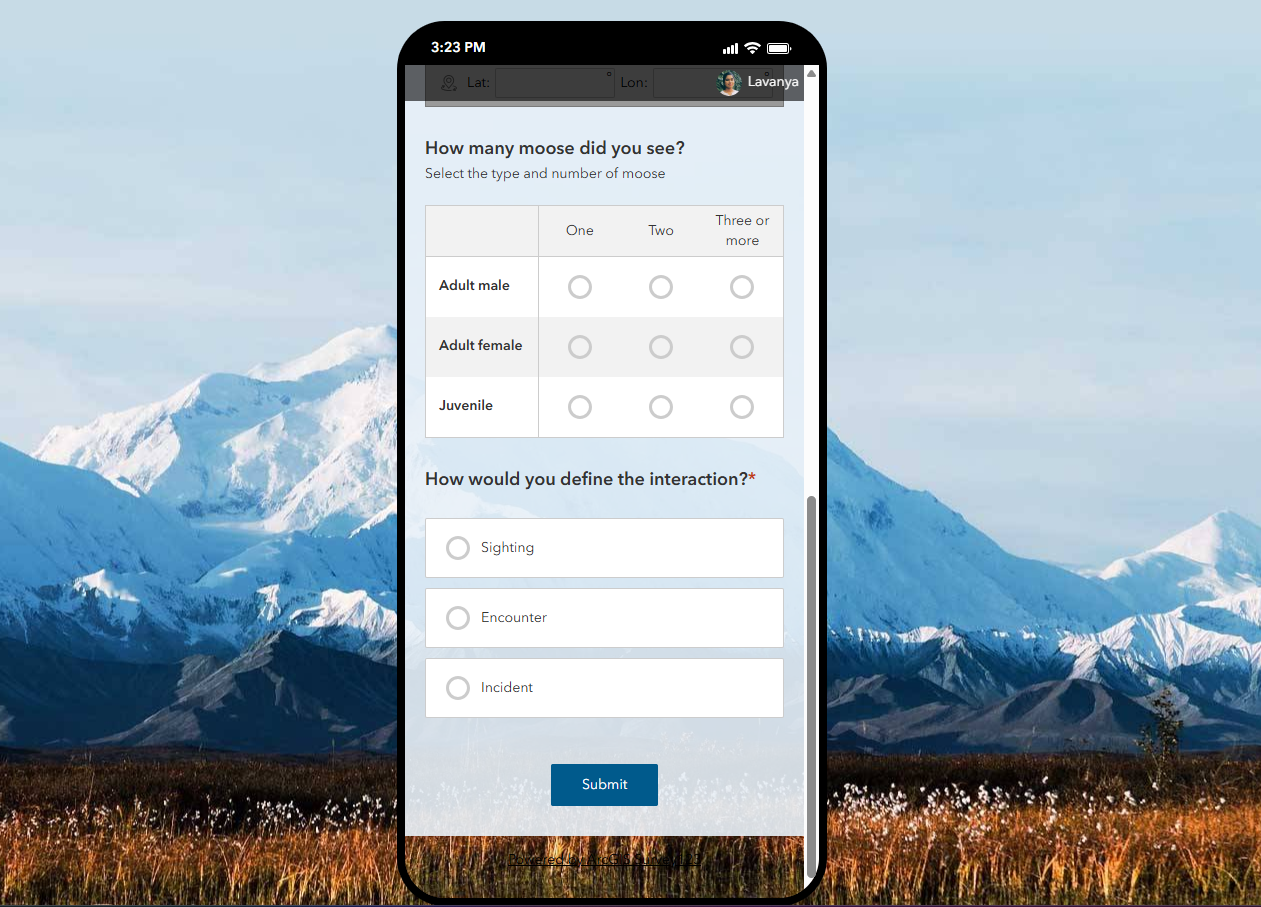 3:23 PM
Lat: ° Lon: ° Lavanya
How many moose did you see?
Select the type and number of moose
One Two Three or
more
Adult male
Adult female
Juvenile
How would you define the interaction?*
Sighting
Encounter
Incident
Submit
Powered by ArcGIS Survey123